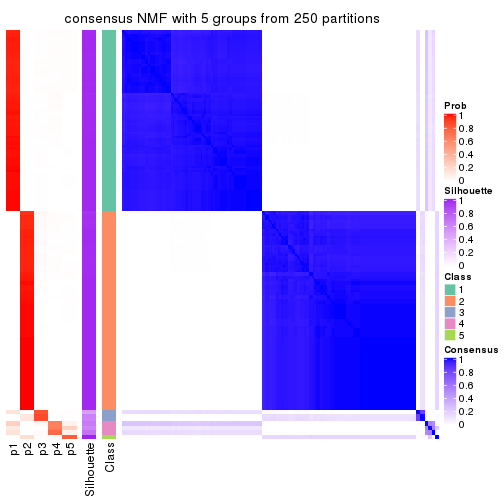 consensus NMF with 5 groups from 250 partitions
Prob
1
0.8
0.6
0.4
0.2
0
Silhouette
1
0.8
0.6
0.4
0.2
0
Class
1
2
3
4
5
Consensus
1
0.8
0.6
0.4
0.2
0
p1
p2
p3
p4
p5
Silhouette
Class